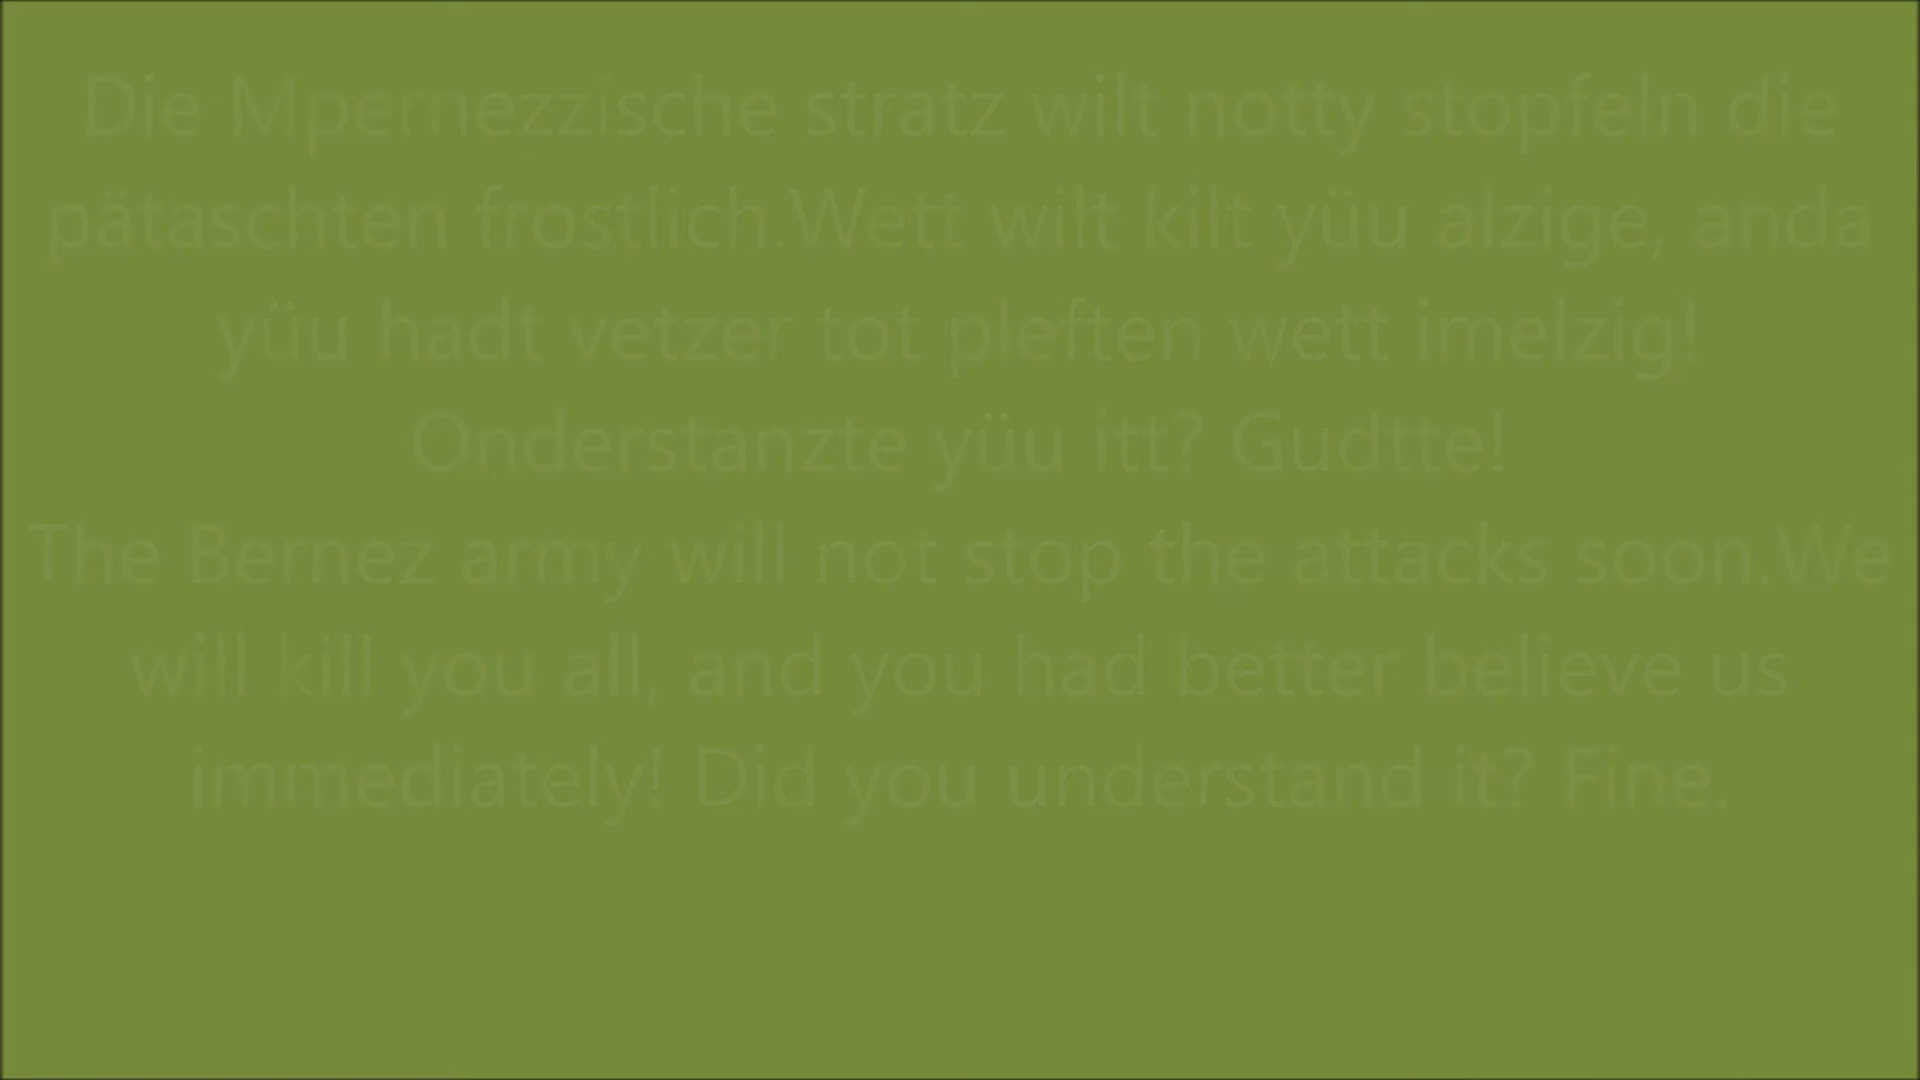 Die Mpernezzische stratz wilt notty stopfeln die
pätaschten frostlich.Wett wilt kilt yüu alzige, anda
yüu hadt vetzer tot pleften wett imelzig!
Onderstanzte yüu itt? Gudtte!
The Bernez army will not stop the attacks soon.We
will kill you all, and you had better believe us
immediately! Did you understand it? Fine.